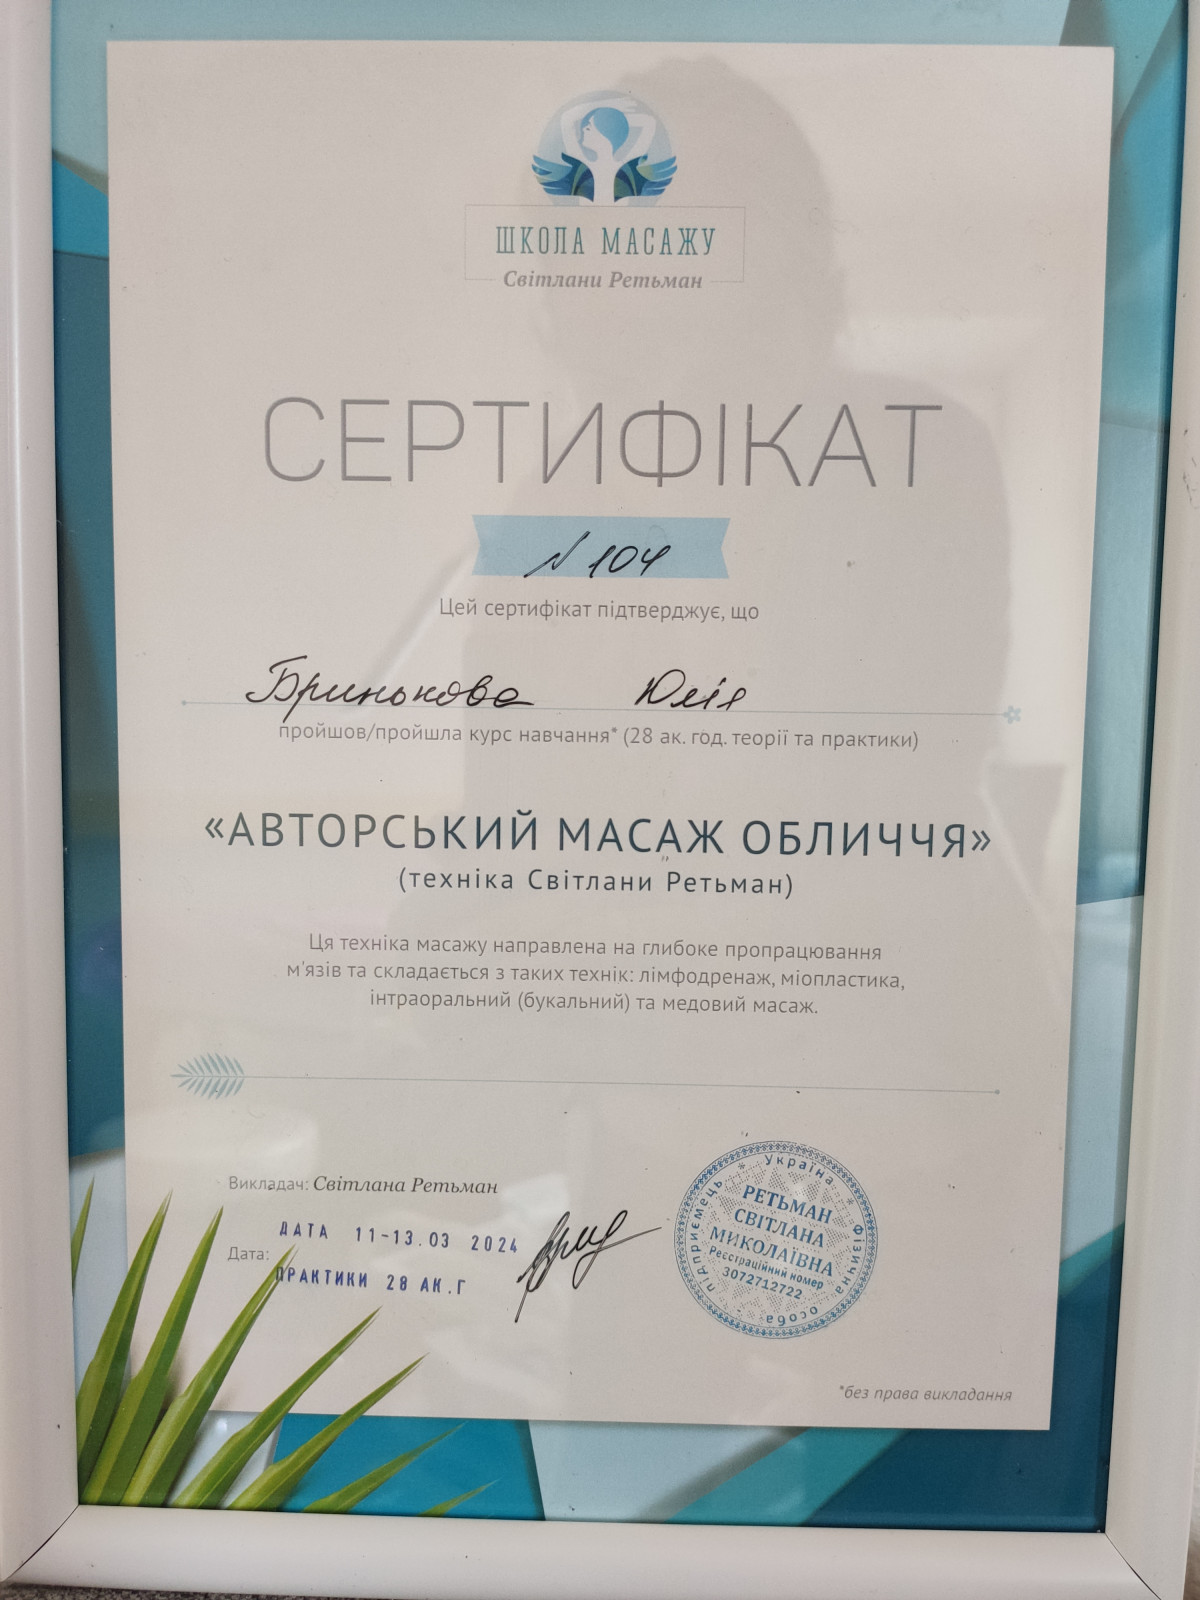 ШКОЛА МАСАЖУ
Світлани Ретьман
СЕРТИФІКАТ
N 104
Цей сертифікат підтверджує, що
Бринькова Юлія
пройшов/пройшла курс навчання* (28 ак. год. теорії та практики)
«АВТОРСЬКИЙ МАСАЖ ОБЛИЧЧЯ»
(техніка Світлани Ретьман)
Ця техніка масажу направлена на глибоке пропрацювання
м'язів та складається з таких технік: лімфодренаж, міопластика,
інтраоральний (букальний) та медовий масаж.
Викладач: Світлана Ретьман
ДАТА 11-13.03 2024
Дата:
ПРАКТИКИ 28 АК.Г
Україна * Фізична особа - підприємець *
РЕТЬМАН
СВІТЛАНА
МИКОЛАЇВНА
Реєстраційний номер
3072712722
*без права викладання